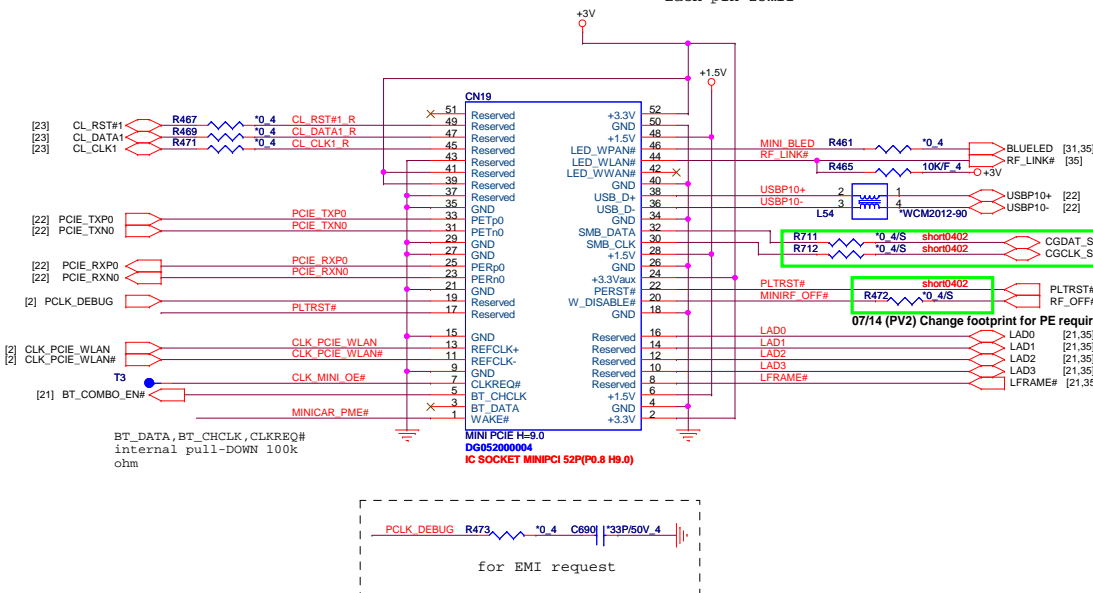 +3V
+1.5V
CN19
51 Reserved +3.3V 52
[23] CL_RST#1 R467 *0_4 CL_RST#1_R 49 Reserved GND 50
[23] CL_DATA1 R469 *0_4 CL_DATA1_R 47 Reserved +1.5V 48
[23] CL_CLK1 R471 *0_4 CL_CLK1_R 45 Reserved LED_WPAN# 46 MINI_BLED R461 *0_4 BLUELED [31,35]
43 Reserved LED_WLAN# 44 RF_LINK# RF_LINK# [35]
41 Reserved LED_WWAN# 42 R465 10K/F_4 +3V
39 Reserved GND 40
37 Reserved USB_D+ 38 USBP10+ 2 1 USBP10+ [22]
35 GND USB_D- 36 USBP10- 3 4 USBP10- [22]
L54 *WCM2012-90
[22] PCIE_TXP0 PCIE_TXP0 33 PETp0 GND 34
[22] PCIE_TXN0 PCIE_TXN0 31 PETn0 SMB_DATA 32 R711 *0_4/S short0402 CGDAT_S
29 GND SMB_CLK 30 R712 *0_4/S short0402 CGCLK_S
27 GND +1.5V 28
[22] PCIE_RXP0 PCIE_RXP0 25 PERp0 GND 26
[22] PCIE_RXN0 PCIE_RXN0 23 PERn0 +3.3Vaux 24
21 GND PERST# 22 PLTRST# short0402 PLTRST#
[2] PCLK_DEBUG 19 Reserved W_DISABLE# 20 MINIRF_OFF# R472 *0_4/S RF_OFF#
PLTRST# 17 Reserved GND 18
07/14 (PV2) Change footprint for PE requir
15 GND Reserved 16 LAD0 LAD0 [21,35]
[2] CLK_PCIE_WLAN CLK_PCIE_WLAN 13 REFCLK+ Reserved 14 LAD1 LAD1 [21,35]
[2] CLK_PCIE_WLAN# CLK_PCIE_WLAN# 11 REFCLK- Reserved 12 LAD2 LAD2 [21,35]
9 GND Reserved 10 LAD3 LAD3 [21,35]
T3 CLK_MINI_OE# 7 CLKREQ# Reserved 8 LFRAME# LFRAME# [21,35
[21] BT_COMBO_EN# 5 BT_CHCLK +1.5V 6
3 BT_DATA GND 4
MINICAR_PME# 1 WAKE# +3.3V 2
BT_DATA,BT_CHCLK,CLKREQ#
internal pull-DOWN 100k
ohm
MINI PCIE H=9.0
DG052000004
IC SOCKET MINIPCI 52P(P0.8 H9.0)
PCLK_DEBUG R473 *0_4 C690 *33P/50V_4
for EMI request